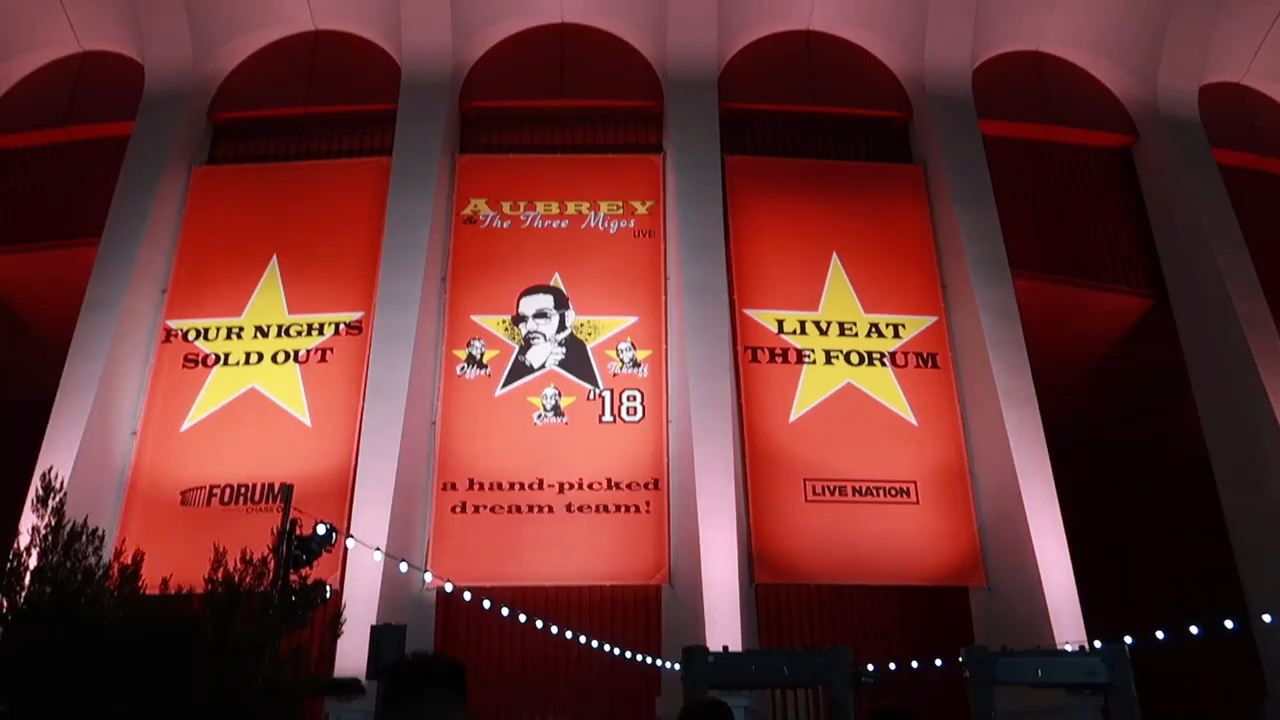 FOUR NIGHTS
SOLD OUT
FORUM
AUBREY
& The Three Migos
LIVE!
Offset
Takeoff
Quavo
'18
a hand-picked
dream team!
LIVE AT
THE FORUM
LIVE NATION